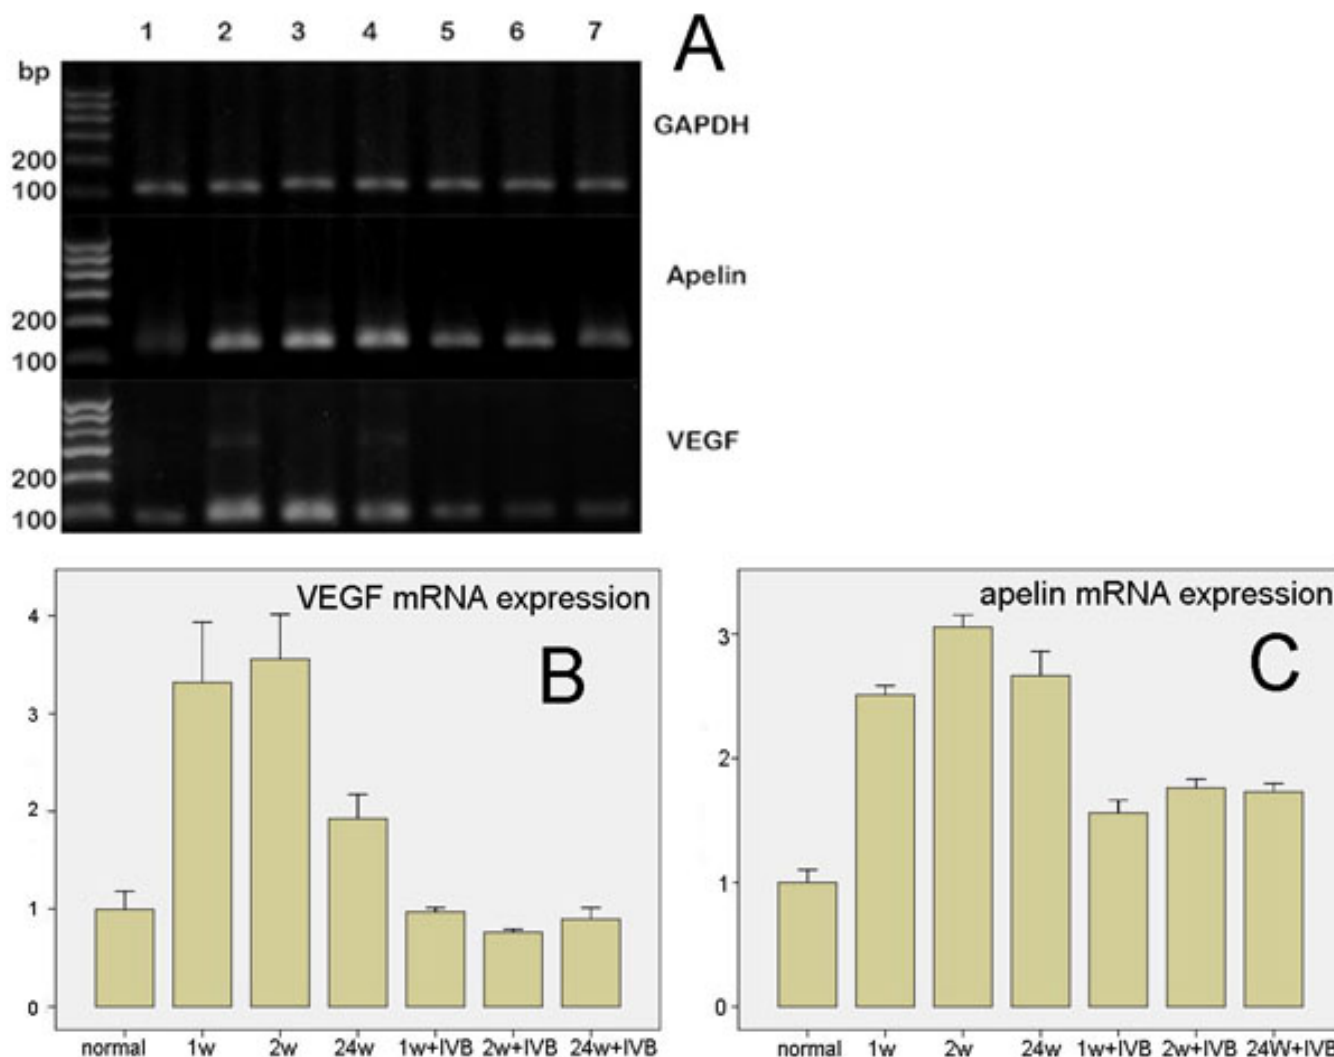 1 2 3 4 5 6 7
A
bp
GAPDH
200
100
Apelin
200
100
VEGF
200
100
VEGF mRNA expression
B
4
3
2
1
0
normal 1w 2w 24w 1w+IVB 2w+IVB 24w+IVB
apelin mRNA expression
C
3
2
1
0
normal 1w 2w 24w 1w+IVB 2w+IVB 24W+IVB